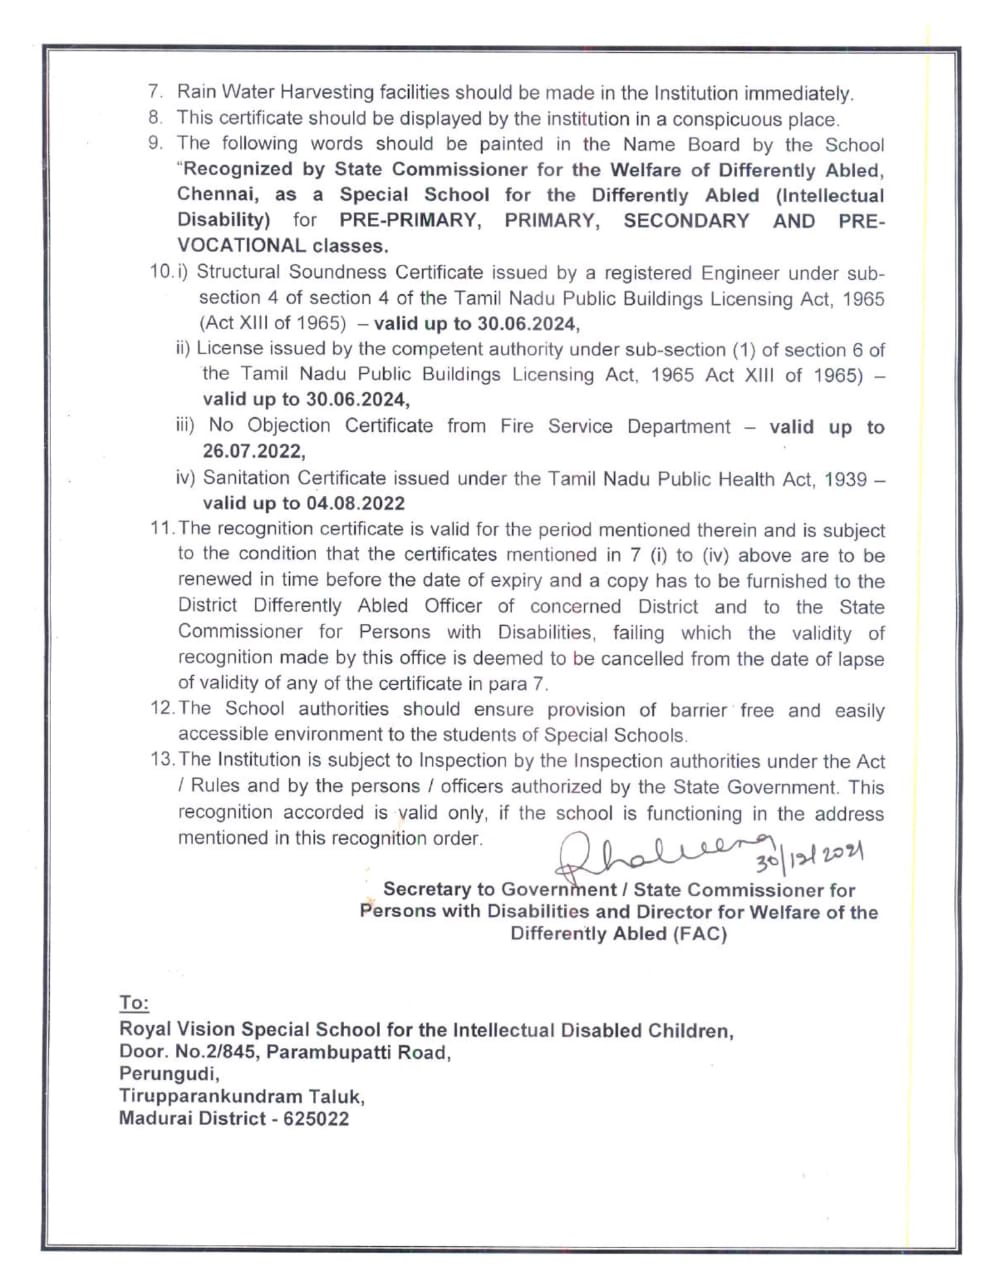 7. Rain Water Harvesting facilities should be made in the Institution immediately.
8. This certificate should be displayed by the institution in a conspicuous place.
9. The following words should be painted in the Name Board by the School
“Recognized by State Commissioner for the Welfare of Differently Abled,
Chennai, as a Special School for the Differently Abled (Intellectual
Disability) for PRE-PRIMARY, PRIMARY, SECONDARY AND PRE-
VOCATIONAL classes.
10. i) Structural Soundness Certificate issued by a registered Engineer under sub-
section 4 of section 4 of the Tamil Nadu Public Buildings Licensing Act, 1965
(Act XIII of 1965) – valid up to 30.06.2024,
ii) License issued by the competent authority under sub-section (1) of section 6 of
the Tamil Nadu Public Buildings Licensing Act, 1965 Act XIII of 1965) –
valid up to 30.06.2024,
iii) No Objection Certificate from Fire Service Department – valid up to
26.07.2022,
iv) Sanitation Certificate issued under the Tamil Nadu Public Health Act, 1939 –
valid up to 04.08.2022
11. The recognition certificate is valid for the period mentioned therein and is subject
to the condition that the certificates mentioned in 7 (i) to (iv) above are to be
renewed in time before the date of expiry and a copy has to be furnished to the
District Differently Abled Officer of concerned District and to the State
Commissioner for Persons with Disabilities, failing which the validity of
recognition made by this office is deemed to be cancelled from the date of lapse
of validity of any of the certificate in para 7.
12. The School authorities should ensure provision of barrier free and easily
accessible environment to the students of Special Schools.
13. The Institution is subject to Inspection by the Inspection authorities under the Act
/ Rules and by the persons / officers authorized by the State Government. This
recognition accorded is valid only, if the school is functioning in the address
mentioned in this recognition order.
30/12/2021
Secretary to Government / State Commissioner for
Persons with Disabilities and Director for Welfare of the
Differently Abled (FAC)
To:
Royal Vision Special School for the Intellectual Disabled Children,
Door. No.2/845, Parambupatti Road,
Perungudi,
Tirupparankundram Taluk,
Madurai District - 625022